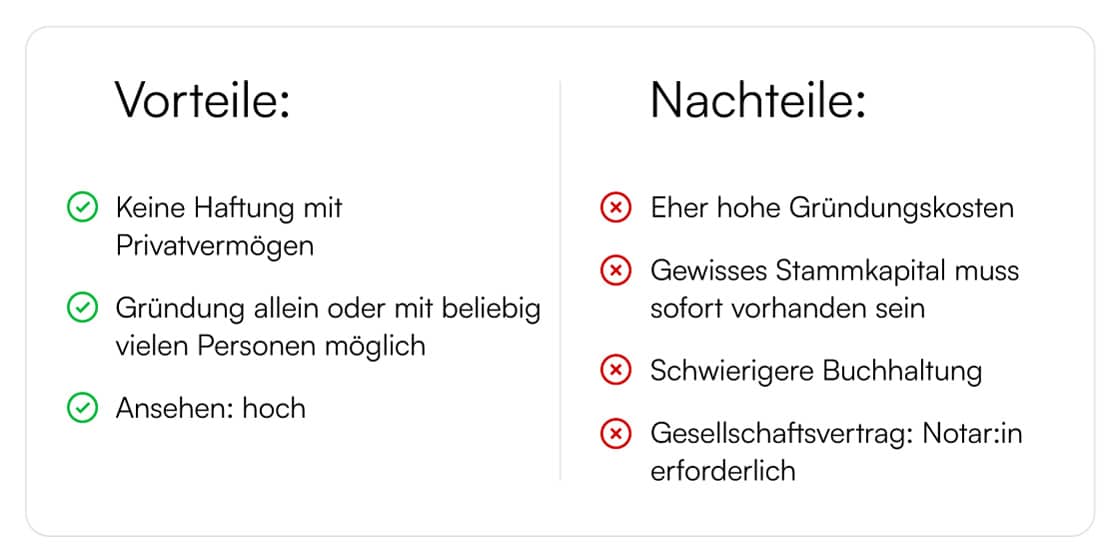 Vorteile:
Keine Haftung mit
Privatvermögen
Gründung allein oder mit beliebig
vielen Personen möglich
Ansehen: hoch
Nachteile:
Eher hohe Gründungskosten
Gewisses Stammkapital muss
sofort vorhanden sein
Schwierigere Buchhaltung
Gesellschaftsvertrag: Notar:in
erforderlich